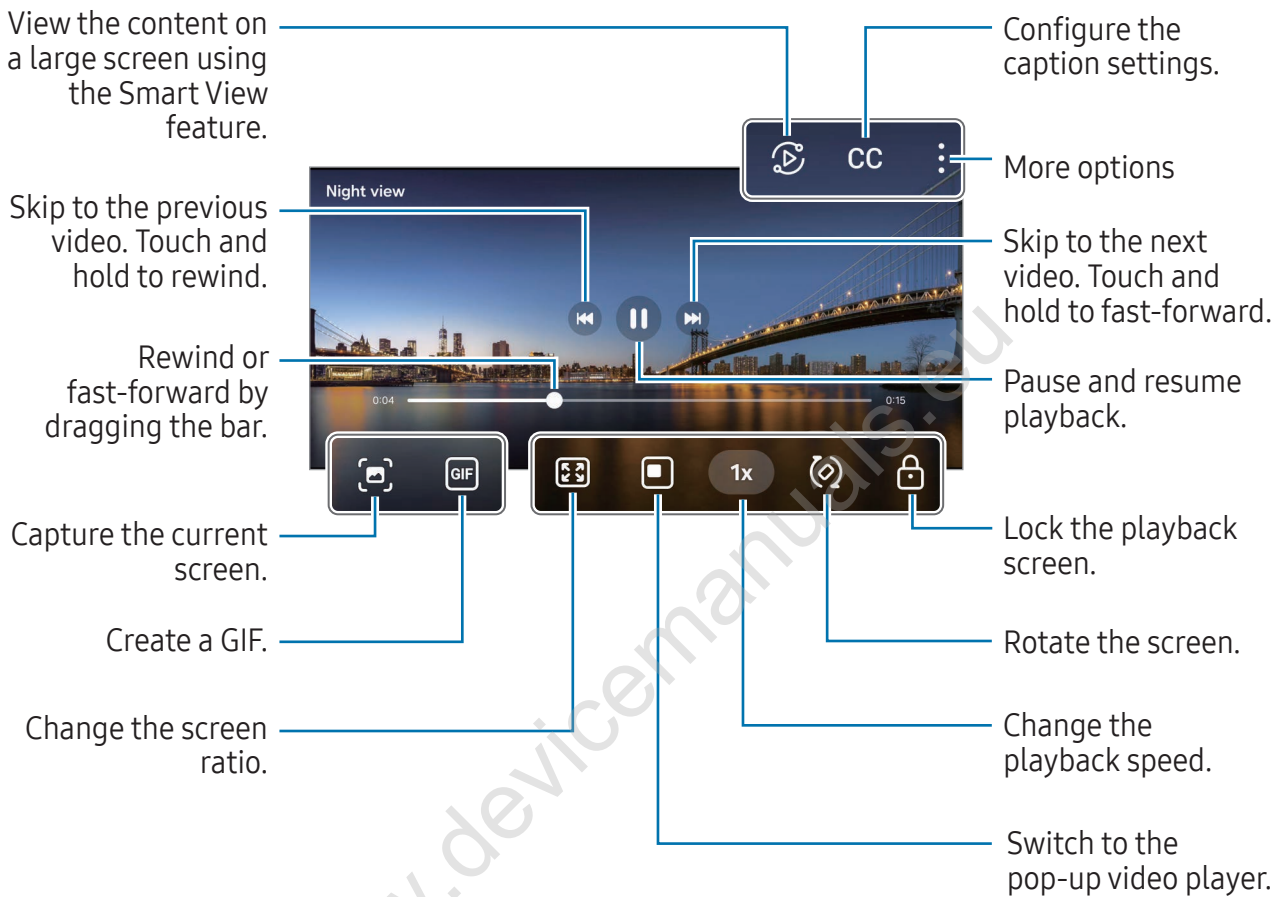 View the content on
a large screen using
the Smart View
feature.
Configure the
caption settings.
CC
More options
Night view
Skip to the previous
video. Touch and
hold to rewind.
Skip to the next
video. Touch and
hold to fast-forward.
Rewind or
fast-forward by
dragging the bar.
Pause and resume
playback.
0:04
0:15
GIF
1x
Capture the current
screen.
Lock the playback
screen.
Create a GIF.
Rotate the screen.
Change the screen
ratio.
Change the
playback speed.
Switch to the
pop-up video player.
.devicemanuals.eu